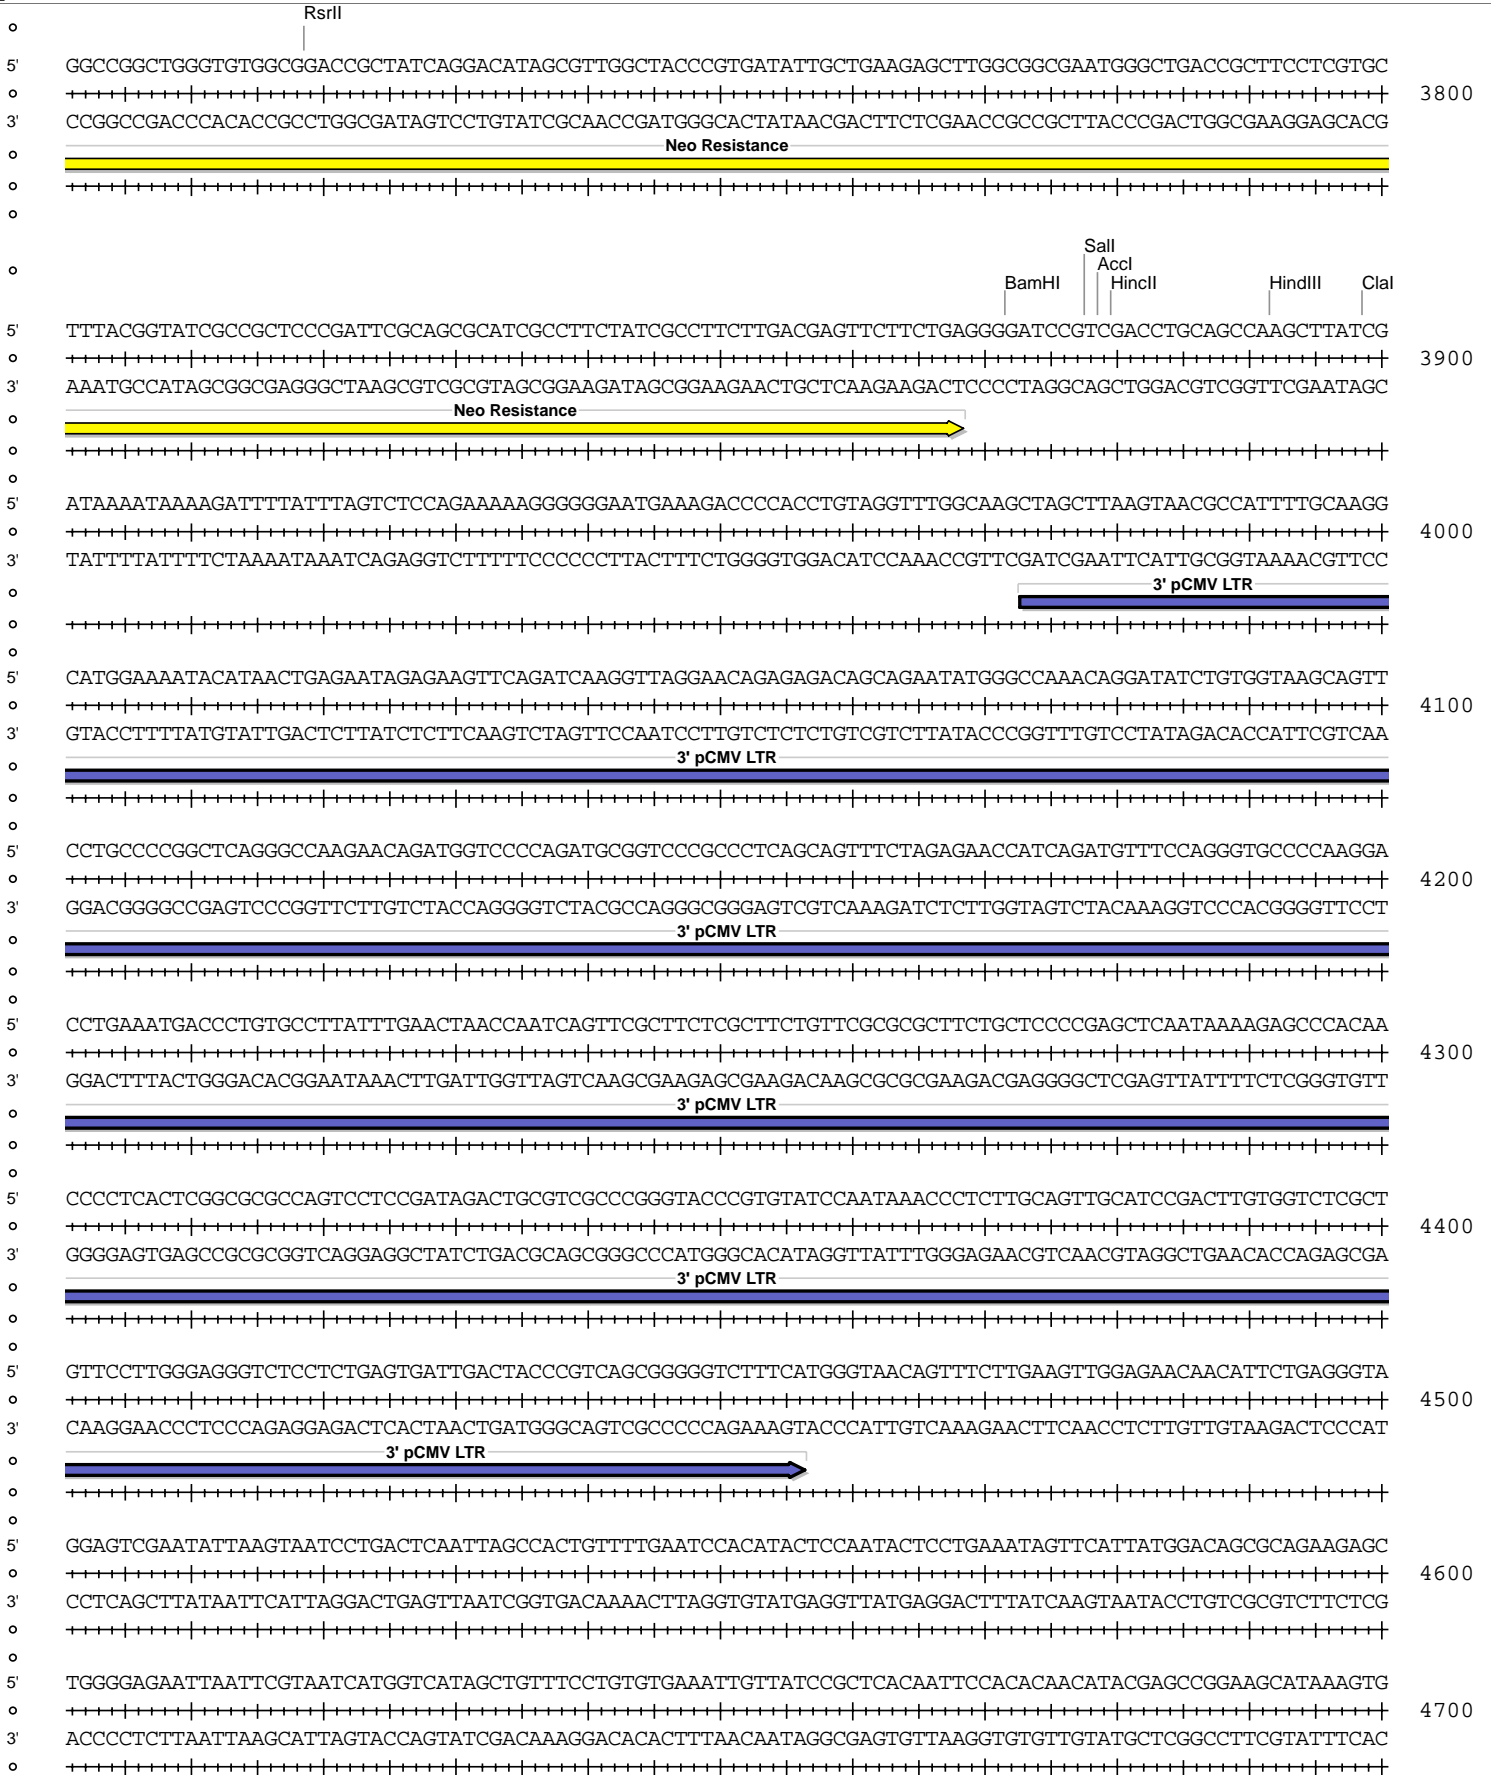 RsrII
5' GGCCGGCTGGGTGTGGCGGACCGCTATCAGGACATAGCGTTGGCTACCCGTGATATTGCTGAAGAGCTTGGCGGCGAATGGGCTGACCGCTTCCTCGTGC
3800
3' CCGGCCGACCCACACCGCCTGGCGATAGTCCTGTATCGCAACCGATGGGCACTATAACGACTTCTCGAACCGCCGCTTACCCGACTGGCGAAGGAGCACG
Neo Resistance
SalI
AccI
BamHI HincII HindIII ClaI
5' TTTACGGTATCGCCGCTCCCGATTCGCAGCGCATCGCCTTCTATCGCCTTCTTGACGAGTTCTTCTGAGGGGATCCGTCGACCTGCAGCCAAGCTTATCG
3900
3' AAATGCCATAGCGGCGAGGGCTAAGCGTCGCGTAGCGGAAGATAGCGGAAGAACTGCTCAAGAAGACTCCCCTAGGCAGCTGGACGTCGGTTCGAATAGC
Neo Resistance
5' ATAAAATAAAAGATTTTATTTAGTCTCCAGAAAAAGGGGGGAATGAAAGACCCCACCTGTAGGTTTGGCAAGCTAGCTTAAGTAACGCCATTTTGCAAGG
4000
3' TATTTTATTTTCTAAAATAAATCAGAGGTCTTTTTCCCCCCTTACTTTCTGGGGTGGACATCCAAACCGTTCGATCGAATTCATTGCGGTAAAACGTTCC
3' pCMV LTR
5' CATGGAAAATACATAACTGAGAATAGAGAAGTTCAGATCAAGGTTAGGAACAGAGAGACAGCAGAATATGGGCCAAACAGGATATCTGTGGTAAGCAGTT
4100
3' GTACCTTTTATGTATTGACTCTTATCTCTTCAAGTCTAGTTCCAATCCTTGTCTCTCTGTCGTCTTATACCCGGTTTGTCCTATAGACACCATTCGTCAA
3' pCMV LTR
5' CCTGCCCCGGCTCAGGGCCAAGAACAGATGGTCCCCAGATGCGGTCCCGCCCTCAGCAGTTTCTAGAGAACCATCAGATGTTTCCAGGGTGCCCCAAGGA
4200
3' GGACGGGGCCGAGTCCCGGTTCTTGTCTACCAGGGGTCTACGCCAGGGCGGGAGTCGTCAAAGATCTCTTGGTAGTCTACAAAGGTCCCACGGGGTTCCT
3' pCMV LTR
5' CCTGAAATGACCCTGTGCCTTATTTGAACTAACCAATCAGTTCGCTTCTCGCTTCTGTTCGCGCGCTTCTGCTCCCCGAGCTCAATAAAAGAGCCCACAA
4300
3' GGACTTTACTGGGACACGGAATAAACTTGATTGGTTAGTCAAGCGAAGAGCGAAGACAAGCGCGCGAAGACGAGGGGCTCGAGTTATTTTCTCGGGTGTT
3' pCMV LTR
5' CCCCTCACTCGGCGCGCCAGTCCTCCGATAGACTGCGTCGCCCGGGTACCCGTGTATCCAATAAACCCTCTTGCAGTTGCATCCGACTTGTGGTCTCGCT
4400
3' GGGGAGTGAGCCGCGCGGTCAGGAGGCTATCTGACGCAGCGGGCCCATGGGCACATAGGTTATTTGGGAGAACGTCAACGTAGGCTGAACACCAGAGCGA
3' pCMV LTR
5' GTTCCTTGGGAGGGTCTCCTCTGAGTGATTGACTACCCGTCAGCGGGGGTCTTTCATGGGTAACAGTTTCTTGAAGTTGGAGAACAACATTCTGAGGGTA
4500
3' CAAGGAACCCTCCCAGAGGAGACTCACTAACTGATGGGCAGTCGCCCCCAGAAAGTACCCATTGTCAAAGAACTTCAACCTCTTGTTGTAAGACTCCCAT
3' pCMV LTR
5' GGAGTCGAATATTAAGTAATCCTGACTCAATTAGCCACTGTTTTGAATCCACATACTCCAATACTCCTGAAATAGTTCATTATGGACAGCGCAGAAGAGC
4600
3' CCTCAGCTTATAATTCATTAGGACTGAGTTAATCGGTGACAAAACTTAGGTGTATGAGGTTATGAGGACTTTATCAAGTAATACCTGTCGCGTCTTCTCG
5' TGGGGAGAATTAATTCGTAATCATGGTCATAGCTGTTTCCTGTGTGAAATTGTTATCCGCTCACAATTCCACACAACATACGAGCCGGAAGCATAAAGTG
4700
3' ACCCCTCTTAATTAAGCATTAGTACCAGTATCGACAAAGGACACACTTTAACAATAGGCGAGTGTTAAGGTGTGTTGTATGCTCGGCCTTCGTATTTCAC